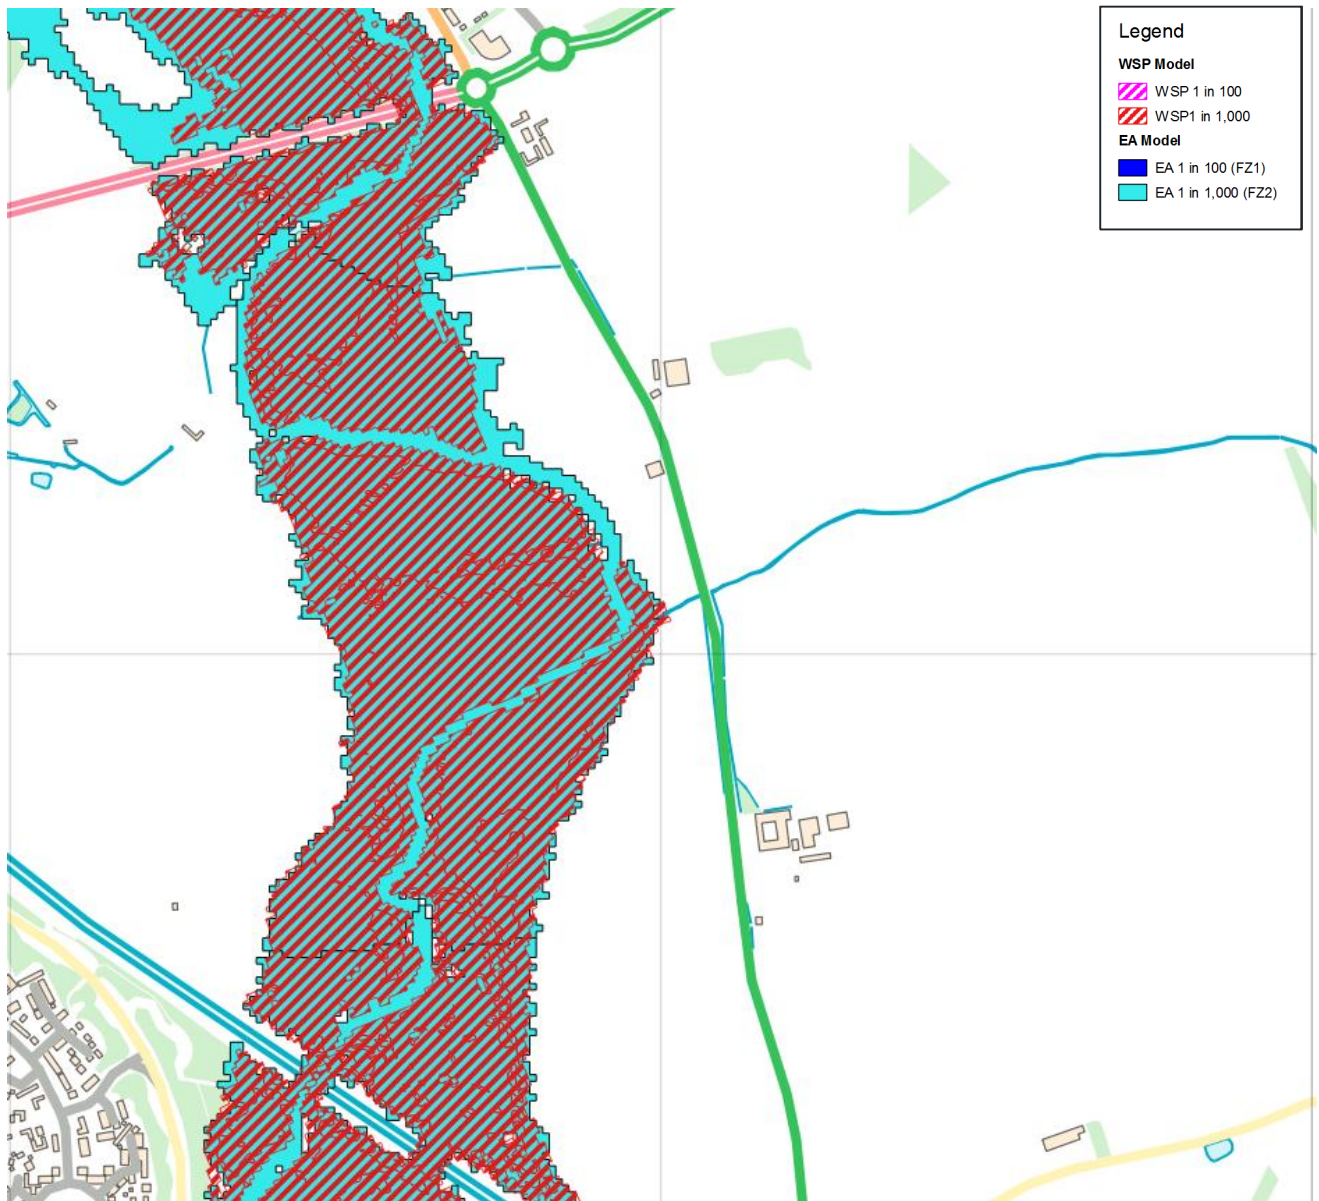 Legend
WSP Model
WSP 1 in 100
WSP1 in 1,000
EA Model
EA 1 in 100 (FZ1)
EA 1 in 1,000 (FZ2)